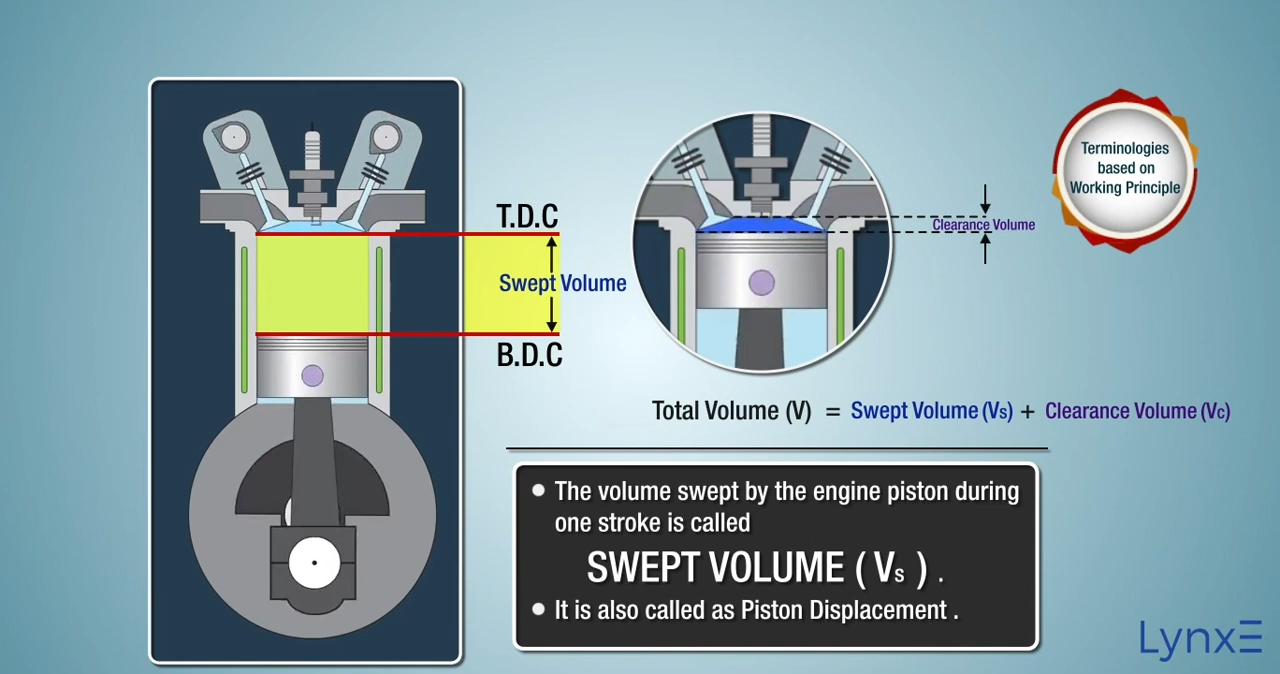 Terminologies
based on
Working Principle
T.D.C
Swept Volume
B.D.C
Clearance Volume
Total Volume (V) = Swept Volume (Vs) + Clearance Volume (Vc)
● The volume swept by the engine piston during
one stroke is called
SWEPT VOLUME ( Vs ) .
● It is also called as Piston Displacement .
LynxE